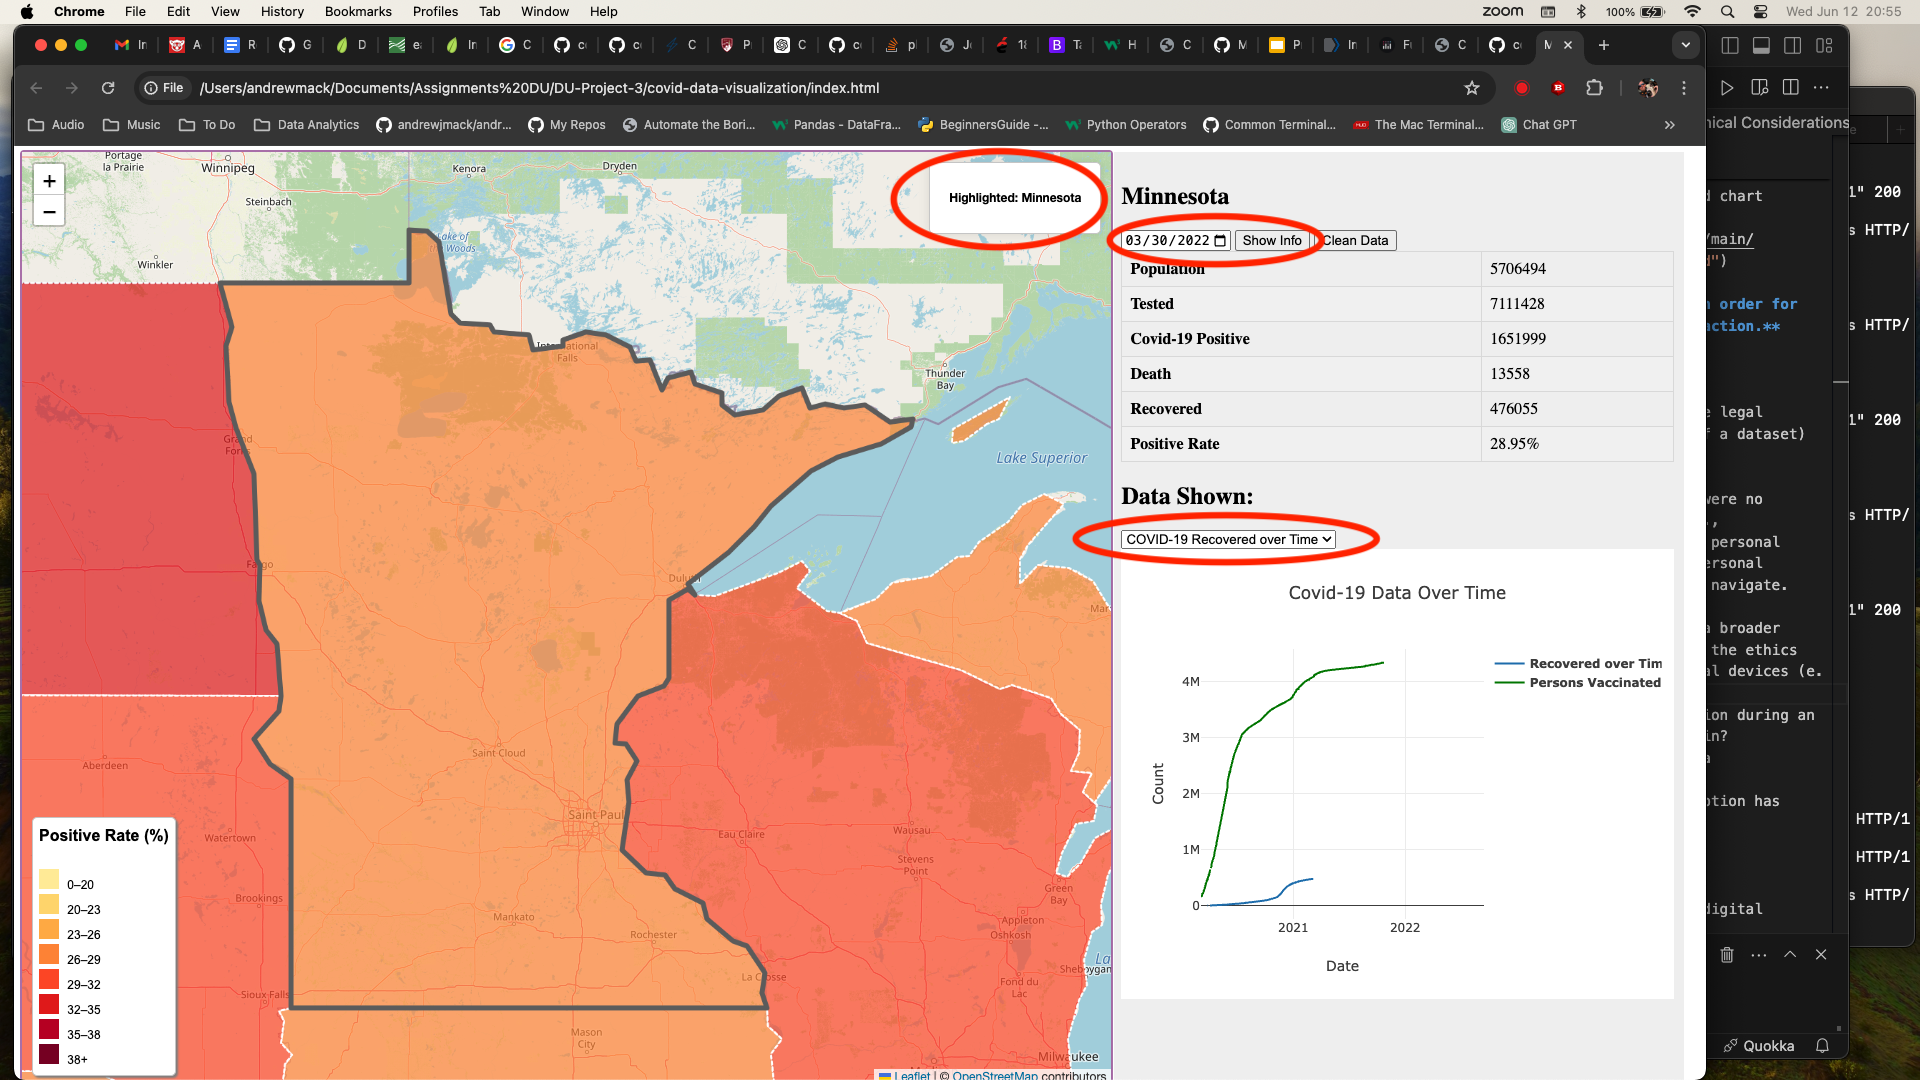 Chrome File Edit View History Bookmarks Profiles Tab Window Help zoom 100% Wed Jun 12 20:55
File /Users/andrewmack/Documents/Assignments%20DU/DU-Project-3/covid-data-visualization/index.html
Audio Music To Do Data Analytics andrewjmack/andr... My Repos Automate the Bori... Pandas - DataFra... BeginnersGuide -... Python Operators Common Terminal... The Mac Terminal... Chat GPT »
+
−
Portage
la Prairie
Winnipeg
Steinbach
Winkler
Kenora
Dryden
Lake of
Woods
International
Falls
Thunder
Bay
Lake Superior
Grand
Forks
Fargo
Duluth
Aberdeen
Saint Cloud
Watertown
Saint Paul
Eau Claire
Wausau
Stevens
Point
Green
Bay
Brookings
Mankato
Rochester
Appleton
Oshkosh
La Crosse
Sheboygan
Fond du
Lac
Sioux Falls
Mason
City
Milwaukee
Highlighted: Minnesota
Positive Rate (%)
0–20
20–23
23–26
26–29
29–32
32–35
35–38
38+
Leaflet | © OpenStreetMap contributors
Minnesota
03/30/2022 Show Info Clean Data
Population 5706494
Tested 7111428
Covid-19 Positive 1651999
Death 13558
Recovered 476055
Positive Rate 28.95%
Data Shown:
COVID-19 Recovered over Time
Covid-19 Data Over Time
Recovered over Tim
Persons Vaccinated
4M
3M
2M
1M
0
Count
2021 2022
Date
nical Considerations
d chart
/main/
d")
n order for
action.**
e legal
f a dataset)
were no
personal
ersonal
navigate.
a broader
the ethics
al devices (e.
ion during an
in?
a
ption has
digital
1" 200
s HTTP/
s HTTP/
1" 200
s HTTP/
1" 200
HTTP/1
HTTP/1
s HTTP/
Quokka